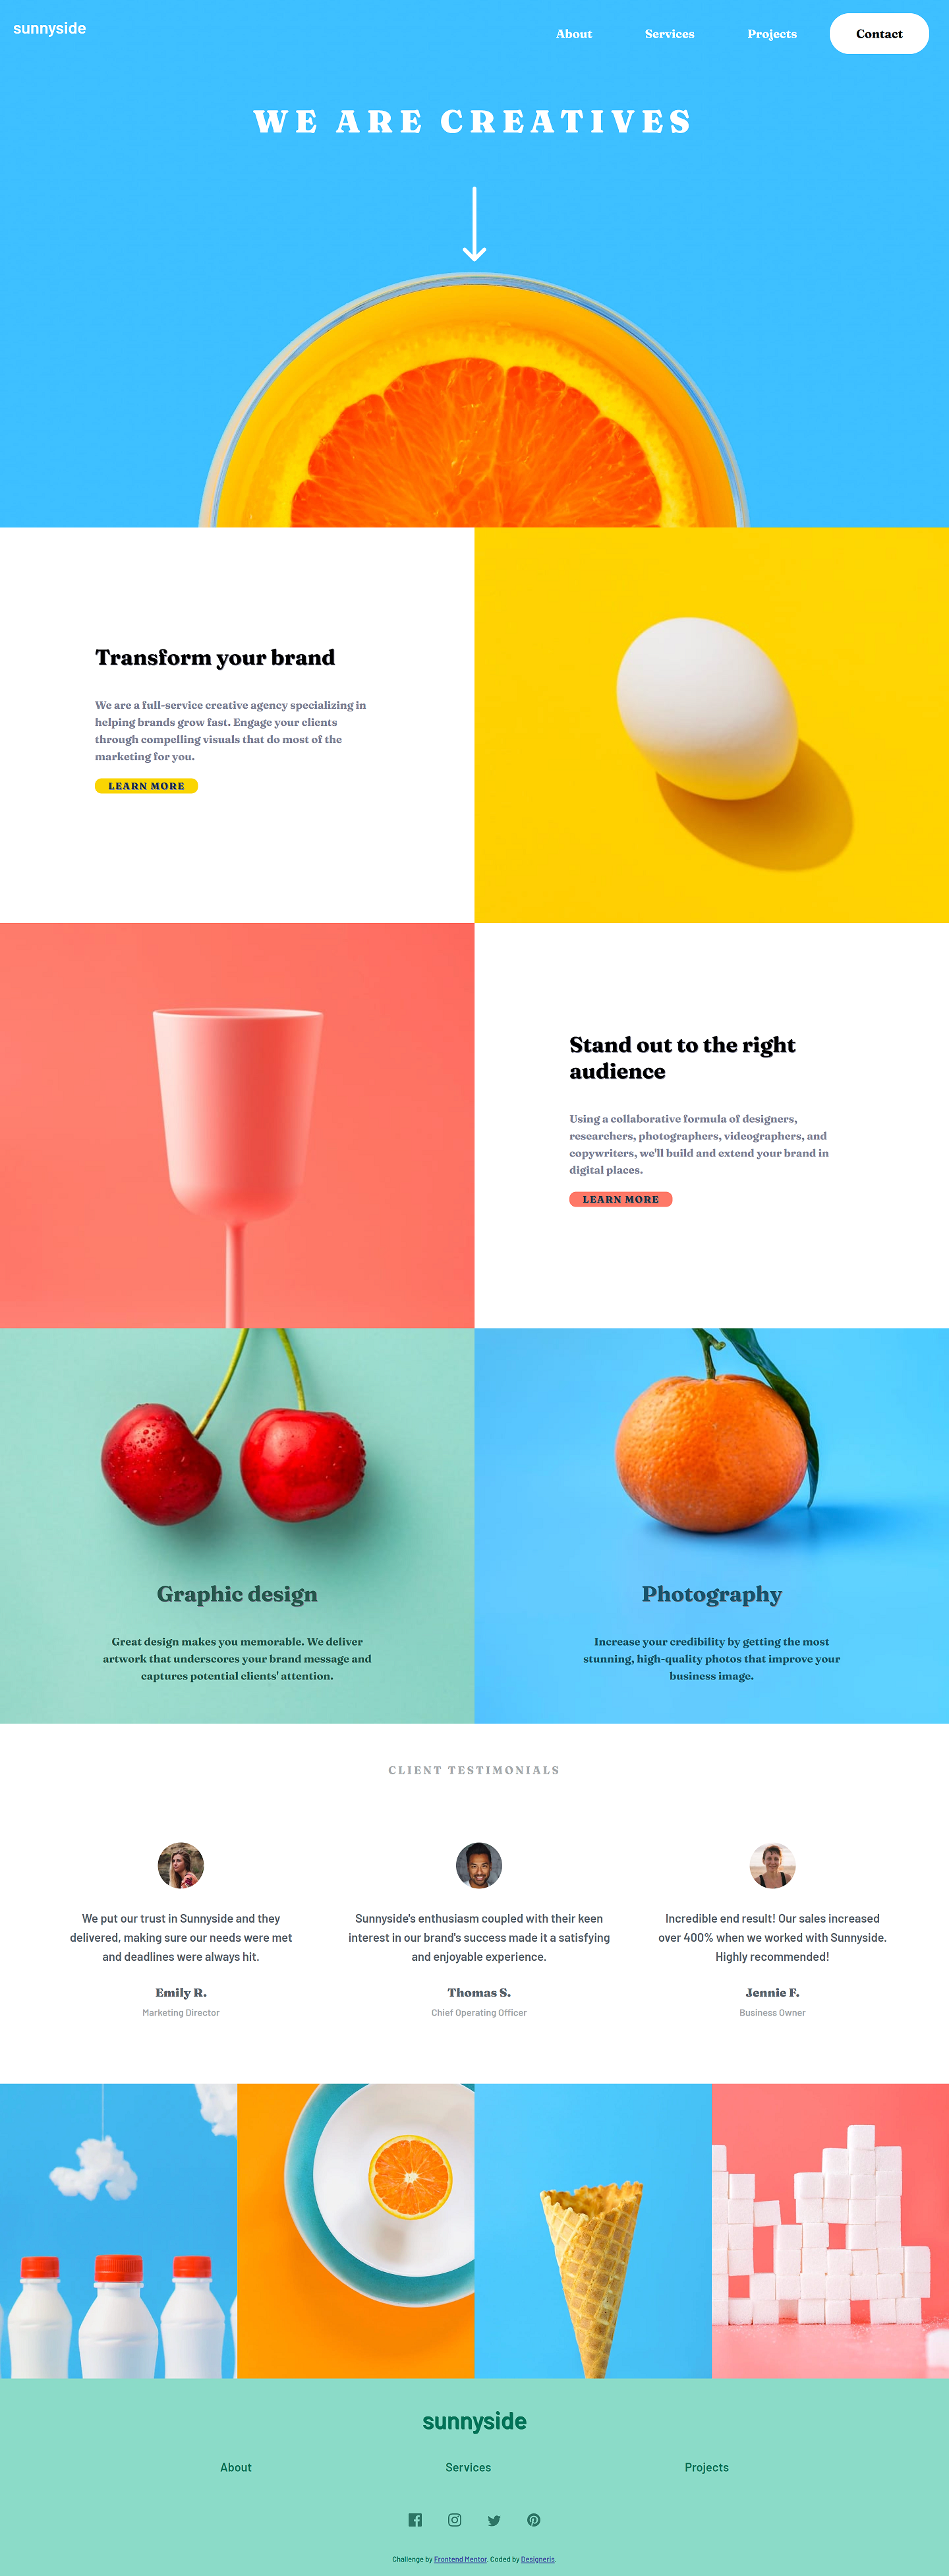 sunnyside
About Services Projects Contact
WE ARE CREATIVES
Transform your brand
We are a full-service creative agency specializing in
helping brands grow fast. Engage your clients
through compelling visuals that do most of the
marketing for you.
LEARN MORE
Stand out to the right
audience
Using a collaborative formula of designers,
researchers, photographers, videographers, and
copywriters, we'll build and extend your brand in
digital places.
LEARN MORE
Graphic design
Great design makes you memorable. We deliver
artwork that underscores your brand message and
captures potential clients' attention.
Photography
Increase your credibility by getting the most
stunning, high-quality photos that improve your
business image.
CLIENT TESTIMONIALS
We put our trust in Sunnyside and they
delivered, making sure our needs were met
and deadlines were always hit.
Emily R.
Marketing Director
Sunnyside's enthusiasm coupled with their keen
interest in our brand's success made it a satisfying
and enjoyable experience.
Thomas S.
Chief Operating Officer
Incredible end result! Our sales increased
over 400% when we worked with Sunnyside.
Highly recommended!
Jennie F.
Business Owner
sunnyside
About Services Projects
Challenge by Frontend Mentor. Coded by Designeris.